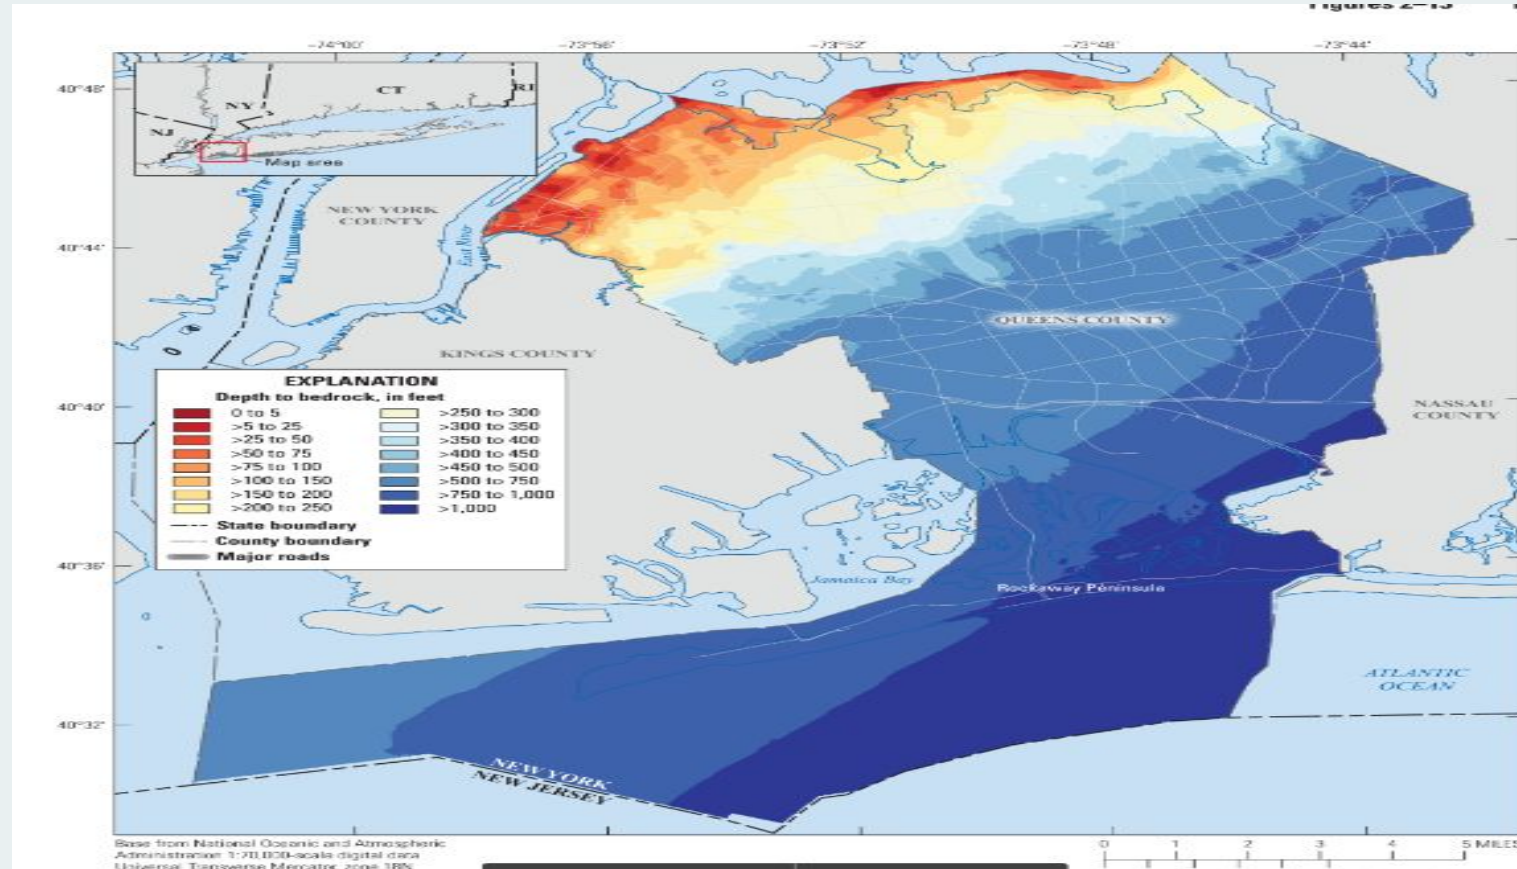 Figures 2–13
-74°00' -73°56' -73°52' -73°48' -73°44'
40°48'
40°44'
40°40'
40°36'
40°32'
NY
CT
RI
NJ
Map area
NEW YORK
COUNTY
East River
KINGS COUNTY
QUEENS COUNTY
NASSAU
COUNTY
EXPLANATION
Depth to bedrock, in feet
0 to 5
>5 to 25
>25 to 50
>50 to 75
>75 to 100
>100 to 150
>150 to 200
>200 to 250
>250 to 300
>300 to 350
>350 to 400
>400 to 450
>450 to 500
>500 to 750
>750 to 1,000
>1,000
State boundary
County boundary
Major roads
Jamaica Bay
Rockaway Peninsula
ATLANTIC
OCEAN
NEW YORK
NEW JERSEY
Base from National Oceanic and Atmospheric
Administration 1:70,000-scale digital data
Universal Transverse Mercator, zone 18N
0 1 2 3 4 5 MILES